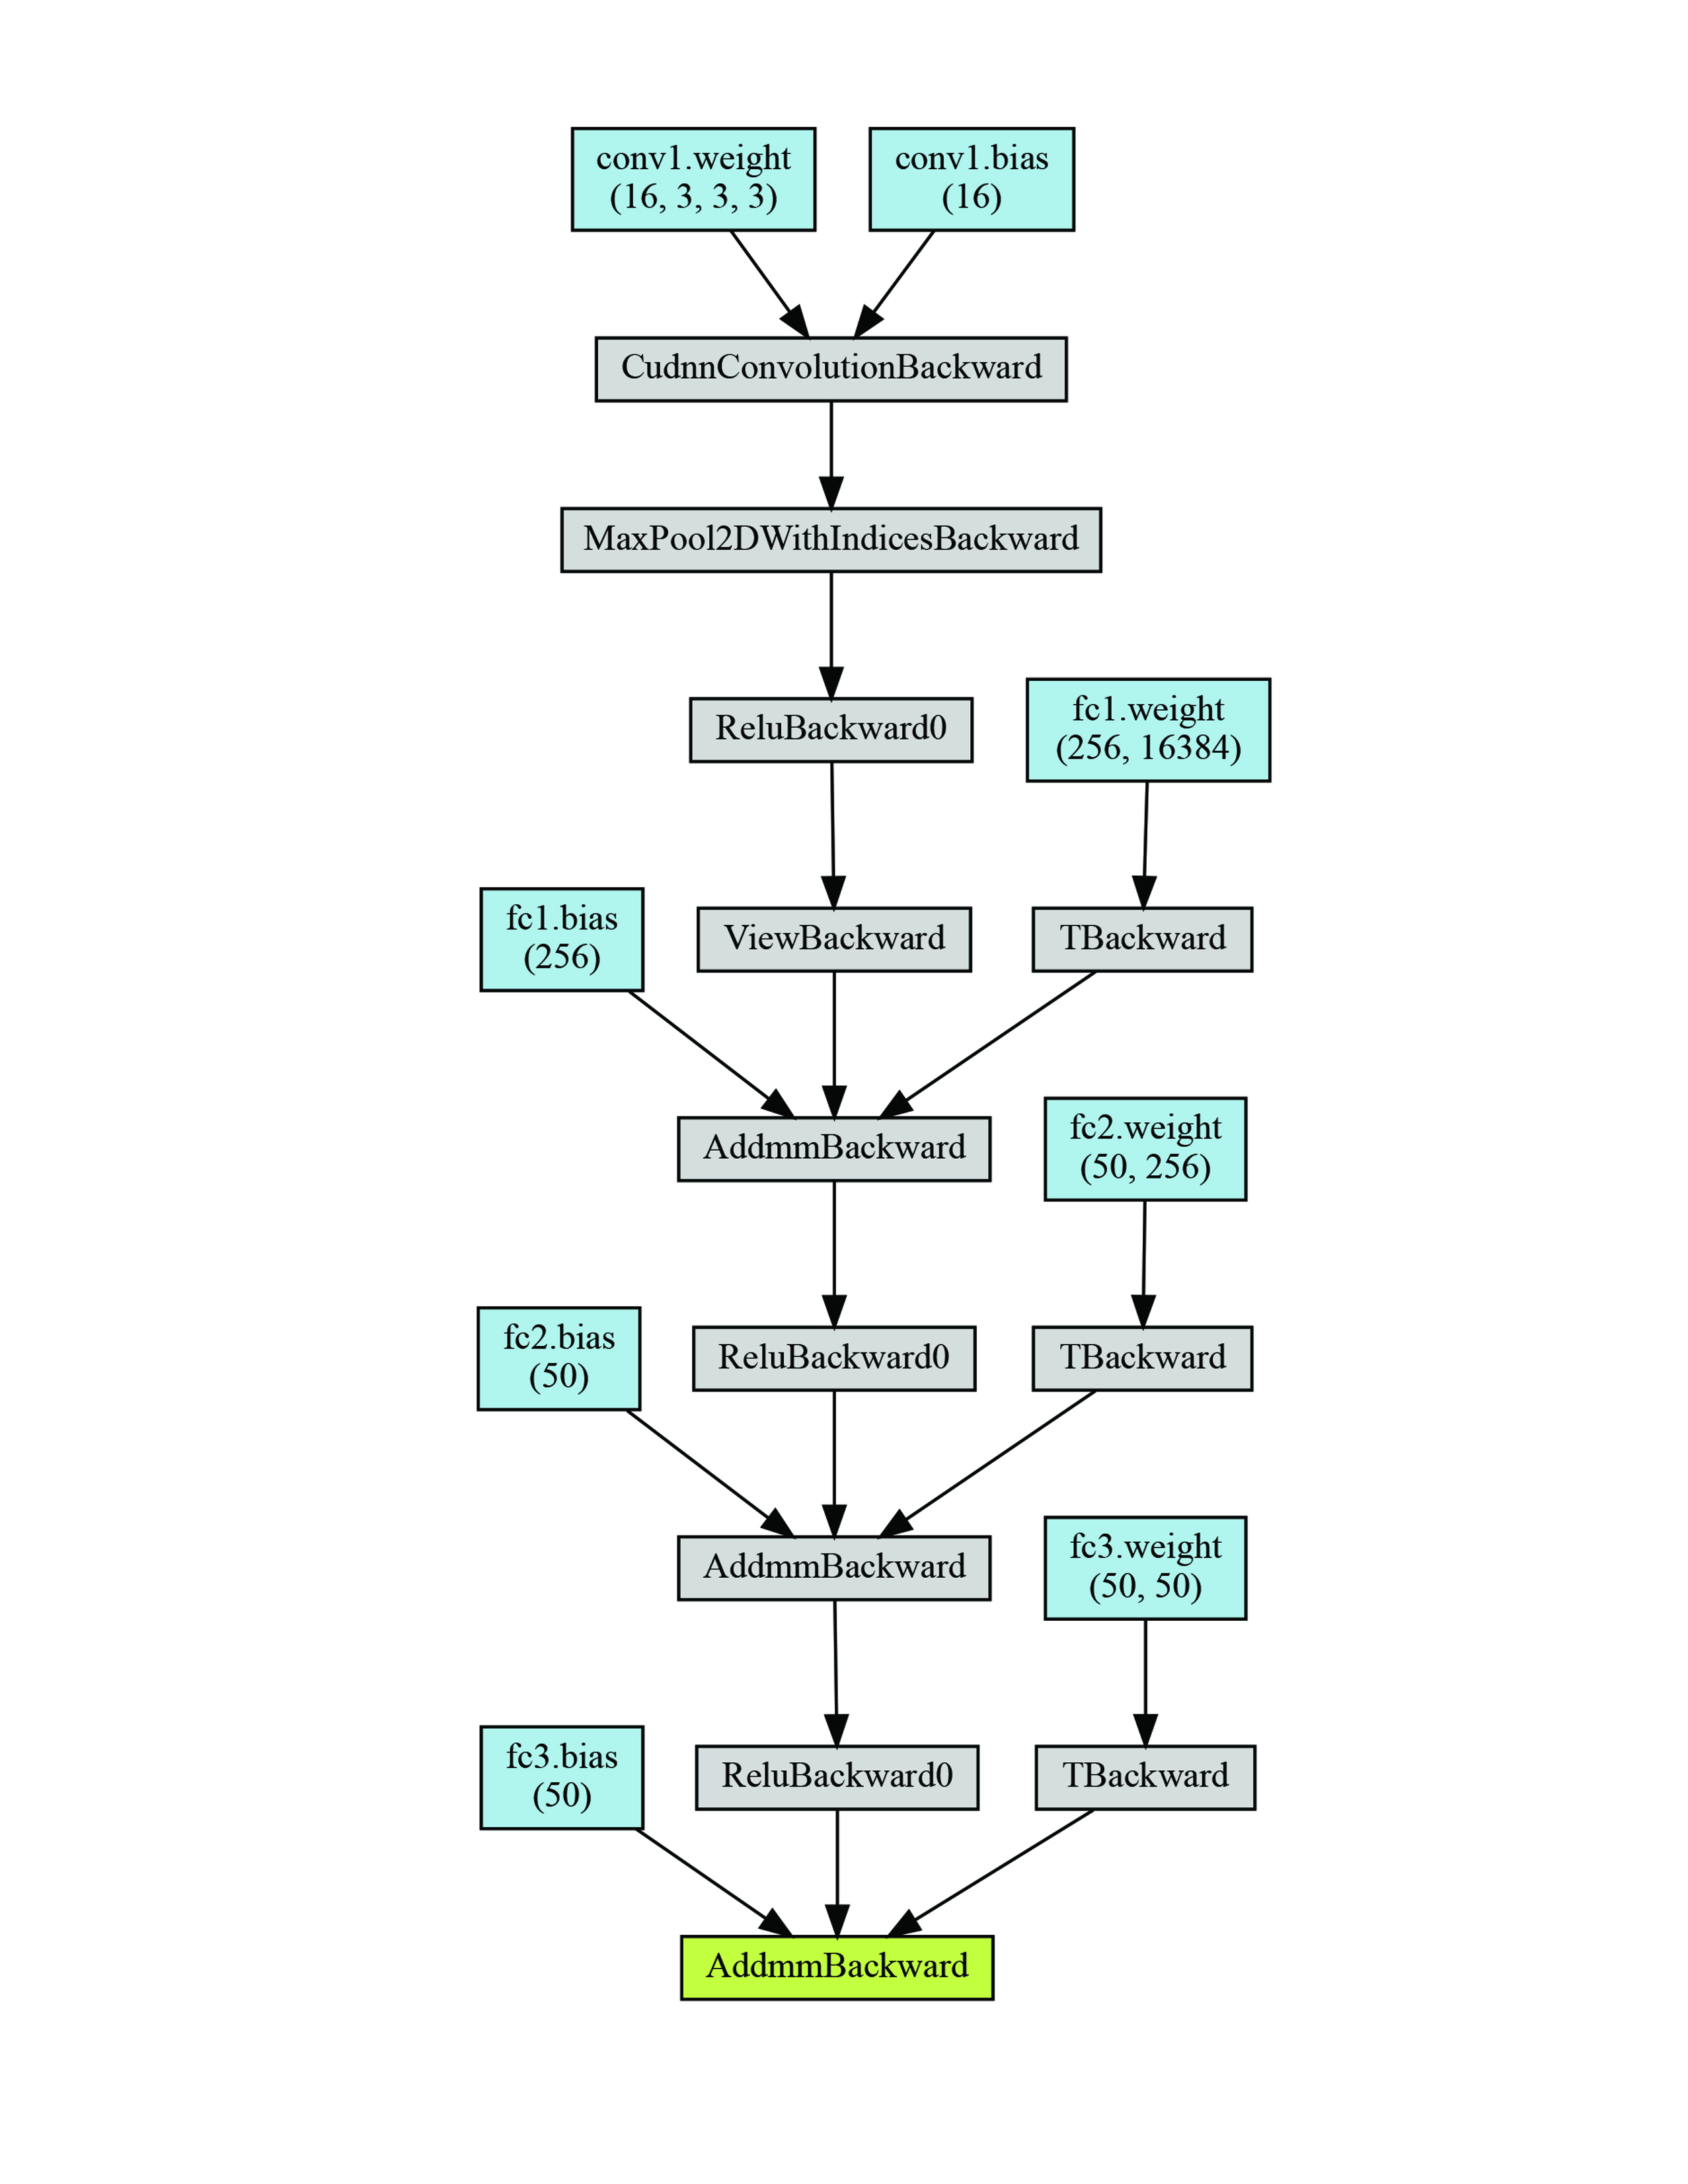 conv1.weight
(16, 3, 3, 3)
conv1.bias
(16)
CudnnConvolutionBackward
MaxPool2DWithIndicesBackward
ReluBackward0
fc1.weight
(256, 16384)
fc1.bias
(256)
ViewBackward
TBackward
AddmmBackward
fc2.weight
(50, 256)
fc2.bias
(50)
ReluBackward0
TBackward
AddmmBackward
fc3.weight
(50, 50)
fc3.bias
(50)
ReluBackward0
TBackward
AddmmBackward